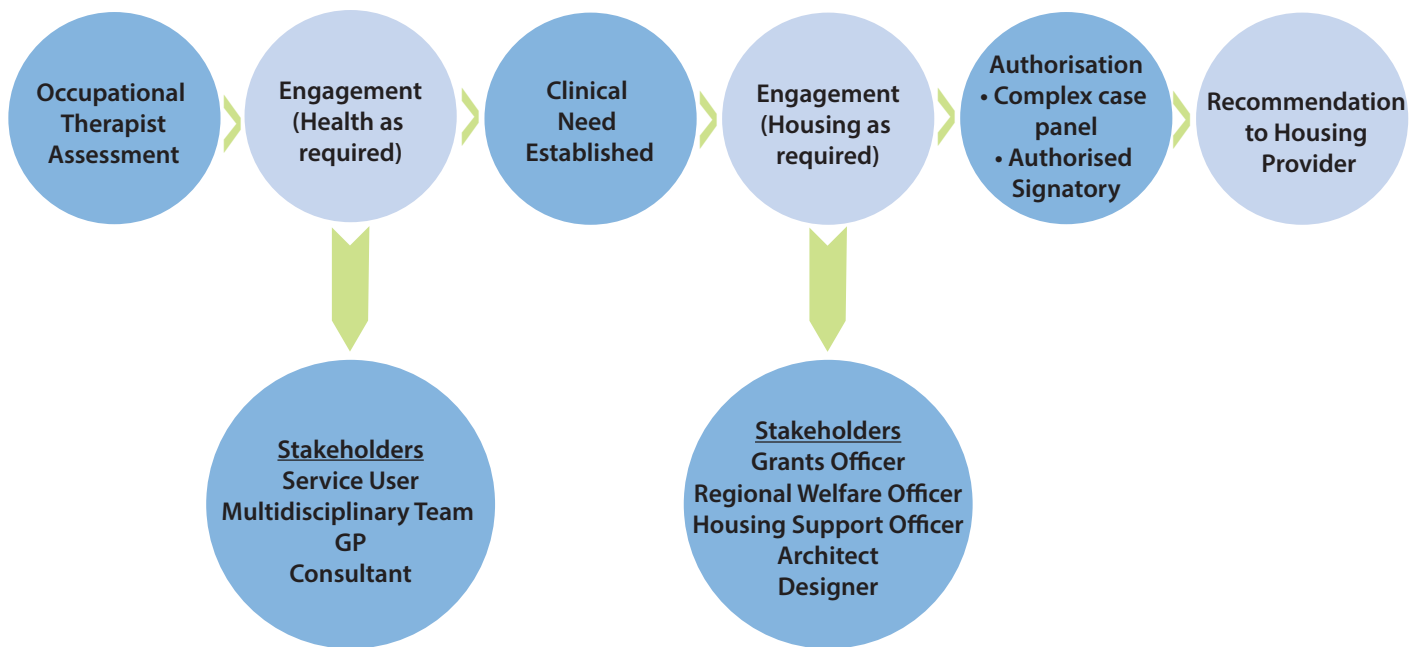 Occupational
Therapist
Assessment
Engagement
(Health as
required)
Clinical
Need
Established
Engagement
(Housing as
required)
Authorisation
• Complex case
panel
• Authorised
Signatory
Recommendation
to Housing
Provider
Stakeholders
Service User
Multidisciplinary Team
GP
Consultant
Stakeholders
Grants Officer
Regional Welfare Officer
Housing Support Officer
Architect
Designer